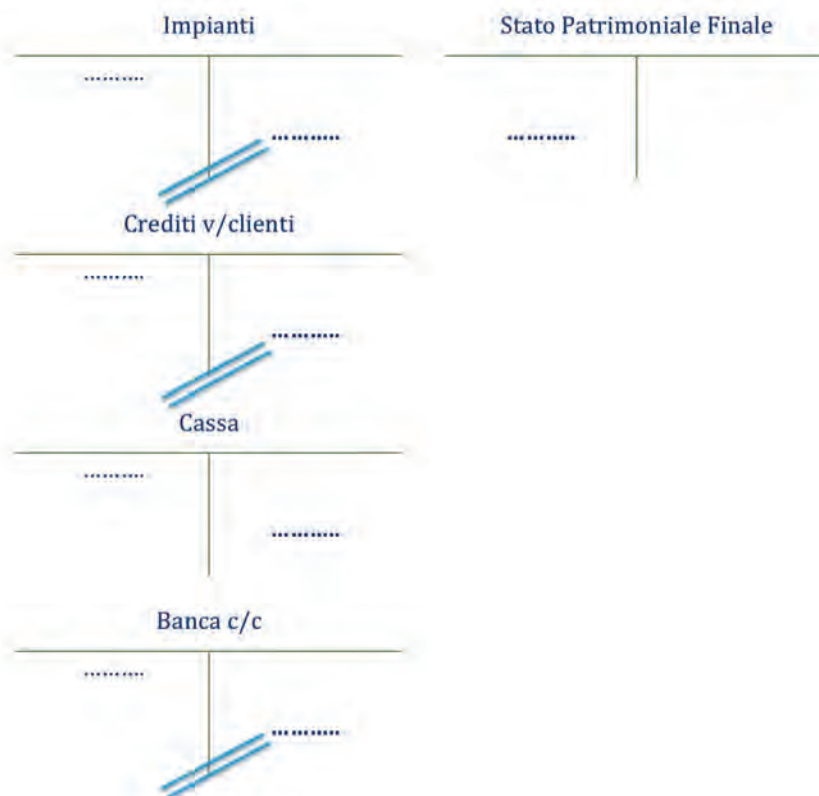 Impianti
Stato Patrimoniale Finale
……….
………..
………..
Crediti v/clienti
……….
………..
Cassa
……….
………..
Banca c/c
……….
………..